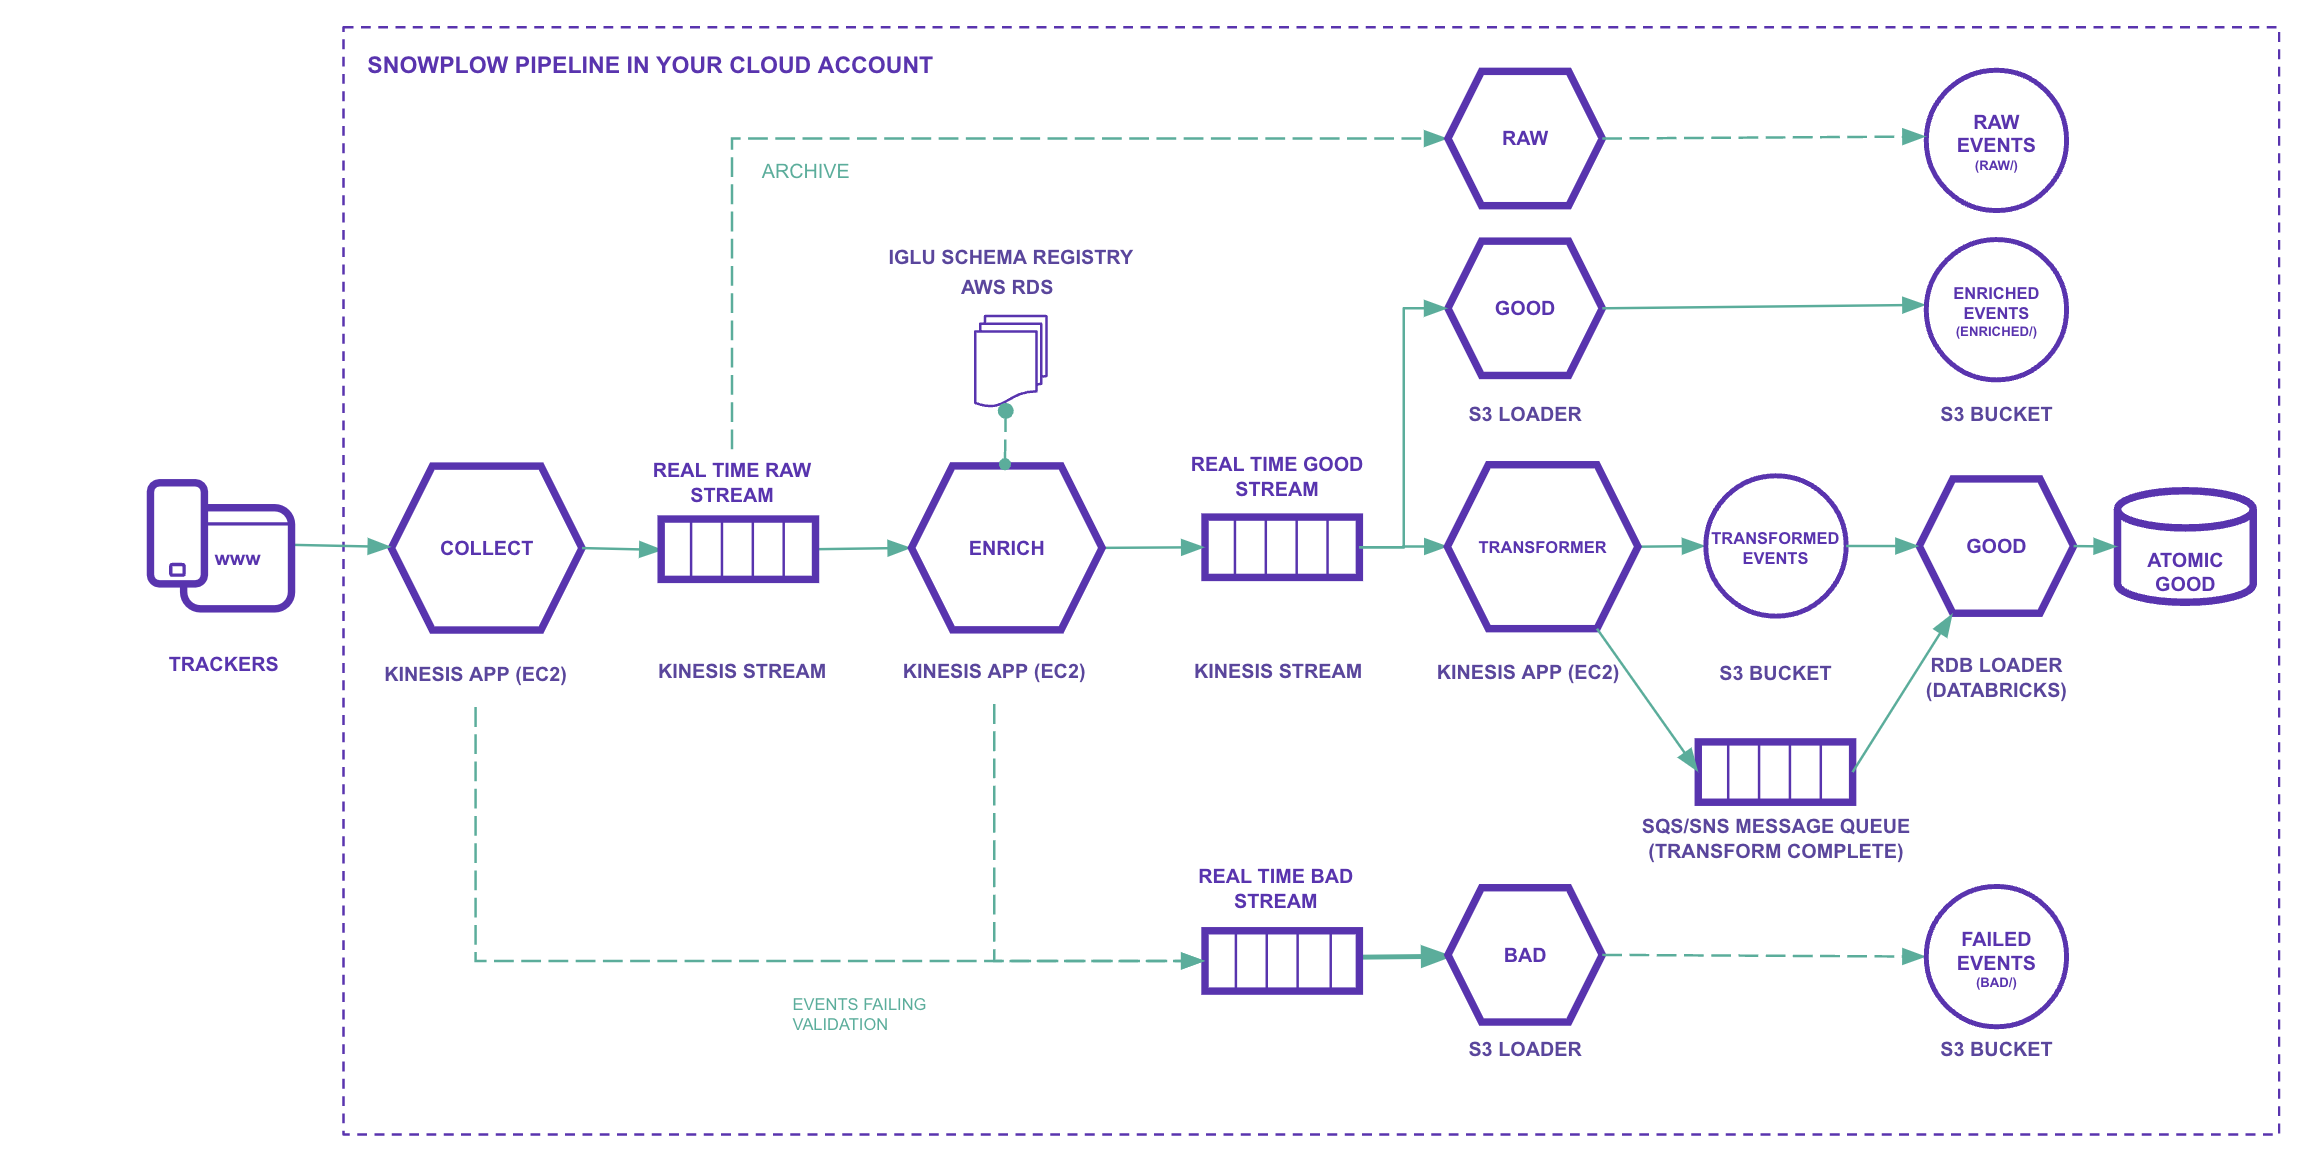 SNOWPLOW PIPELINE IN YOUR CLOUD ACCOUNT
ARCHIVE
RAW
RAW
EVENTS
(RAW/)
IGLU SCHEMA REGISTRY
AWS RDS
GOOD
S3 LOADER
ENRICHED
EVENTS
(ENRICHED/)
S3 BUCKET
www
TRACKERS
COLLECT
KINESIS APP (EC2)
REAL TIME RAW
STREAM
KINESIS STREAM
ENRICH
KINESIS APP (EC2)
REAL TIME GOOD
STREAM
KINESIS STREAM
TRANSFORMER
KINESIS APP (EC2)
TRANSFORMED
EVENTS
S3 BUCKET
GOOD
RDB LOADER
(DATABRICKS)
ATOMIC
GOOD
SQS/SNS MESSAGE QUEUE
(TRANSFORM COMPLETE)
EVENTS FAILING
VALIDATION
REAL TIME BAD
STREAM
BAD
S3 LOADER
FAILED
EVENTS
(BAD/)
S3 BUCKET